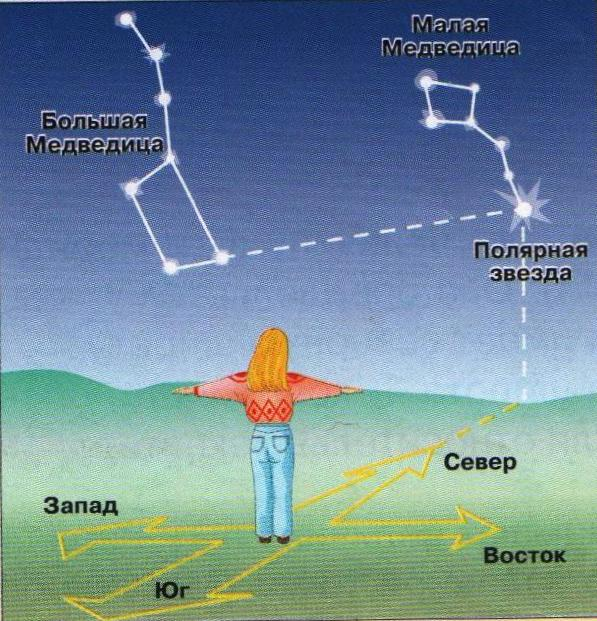 Малая
Медведица
Большая
Медведица
Полярная
звезда
Север
Запад
Восток
Юг